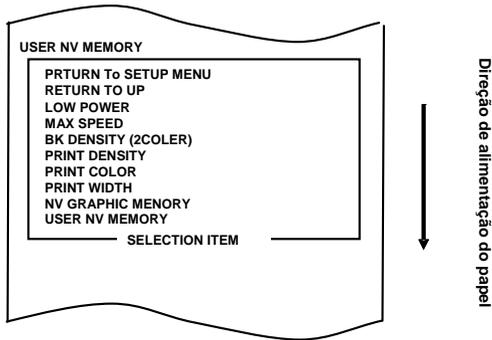 USER NV MEMORY
PRTURN To SETUP MENU
RETURN TO UP
LOW POWER
MAX SPEED
BK DENSITY (2COLER)
PRINT DENSITY
PRINT COLOR
PRINT WIDTH
NV GRAPHIC MENORY
USER NV MEMORY
SELECTION ITEM
Direção de alimentação do papel